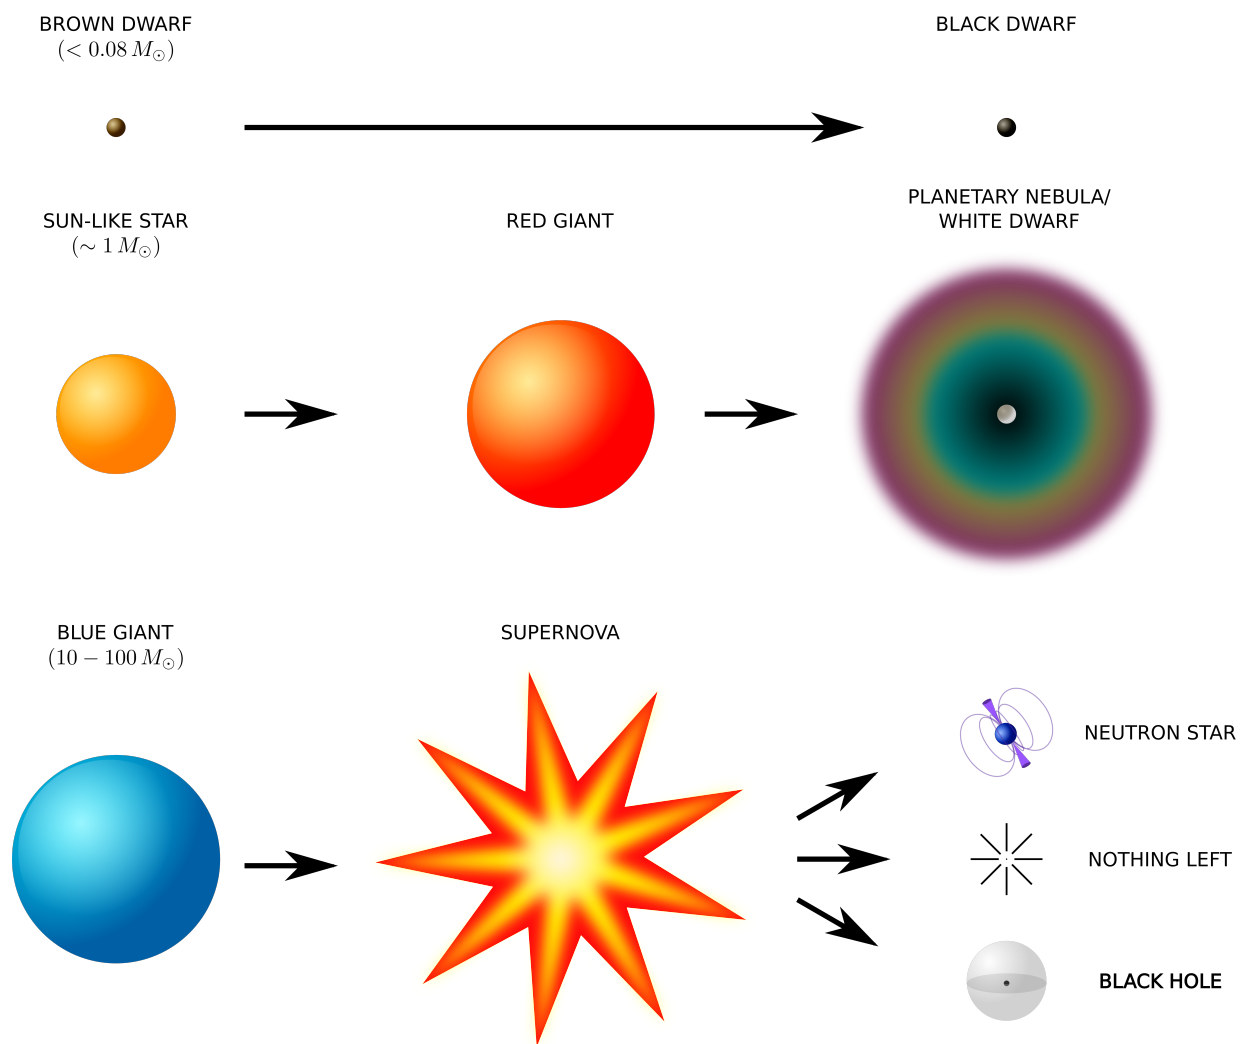 BROWN DWARF
(< 0.08 M☉)
BLACK DWARF
SUN-LIKE STAR
(∼ 1 M☉)
RED GIANT
PLANETARY NEBULA/
WHITE DWARF
BLUE GIANT
(10 − 100 M☉)
SUPERNOVA
NEUTRON STAR
NOTHING LEFT
BLACK HOLE